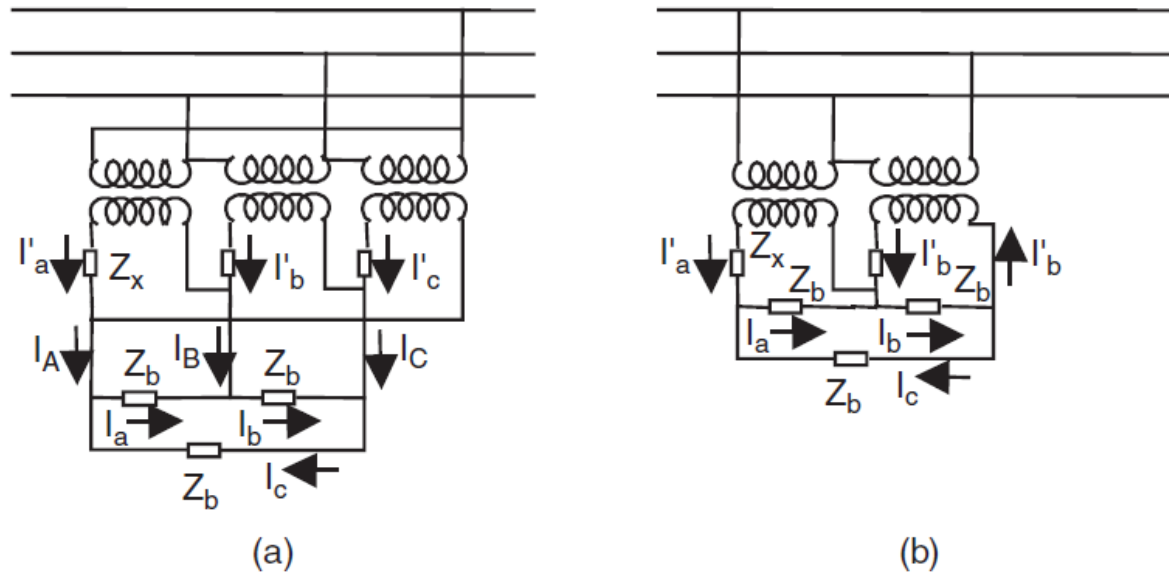 I'a Zx I'b I'c
IA IB IC
Zb Zb
Ia Ib
Zb Ic
(a)
I'a Zx I'b I'b
Zb Zb
Ia Ib
Zb Ic
(b)